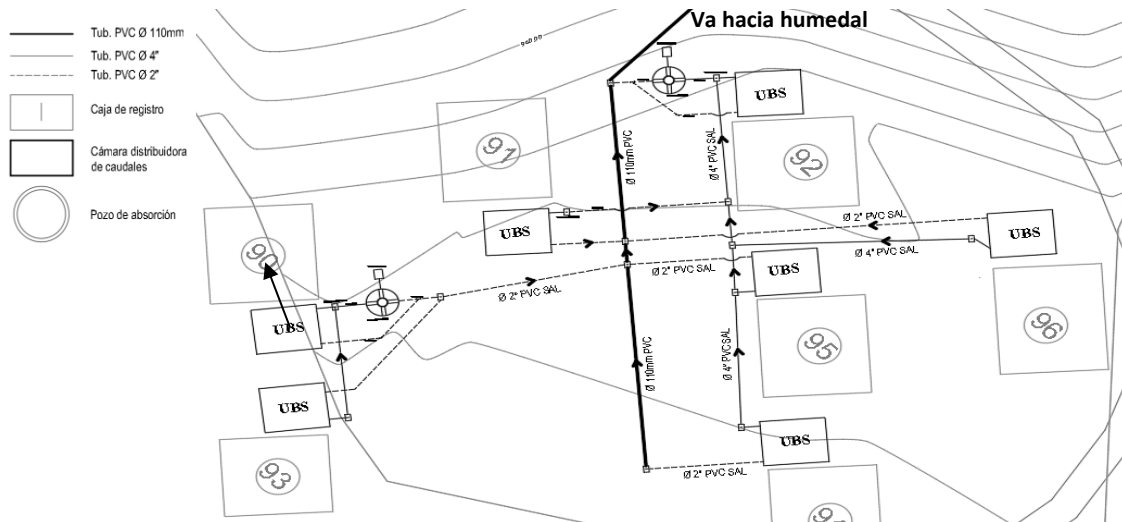 Va hacia humedal
Tub. PVC Ø 110mm
Tub. PVC Ø 4"
Tub. PVC Ø 2"
Caja de registro
Cámara distribuidora
de caudales
Pozo de absorción
UBS
91
92
Ø 110mm PVC
Ø 4" PVC SAL
UBS
Ø 2" PVC SAL
UBS
Ø 4" PVC SAL
90
Ø 2" PVC SAL
UBS
Ø 2" PVC SAL
UBS
95
96
Ø 110mm PVC
Ø 4" PVC SAL
UBS
UBS
93
Ø 2" PVC SAL